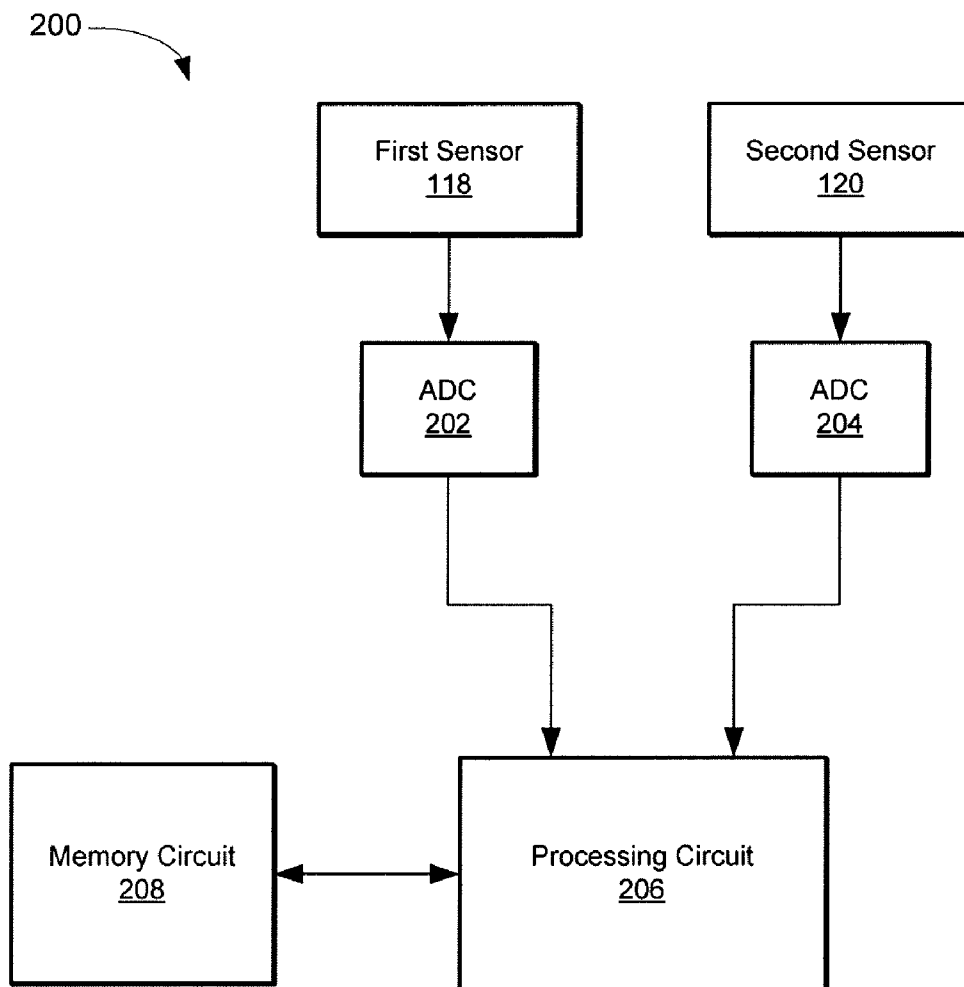 200
First Sensor
118
Second Sensor
120
ADC
202
ADC
204
Memory Circuit
208
Processing Circuit
206